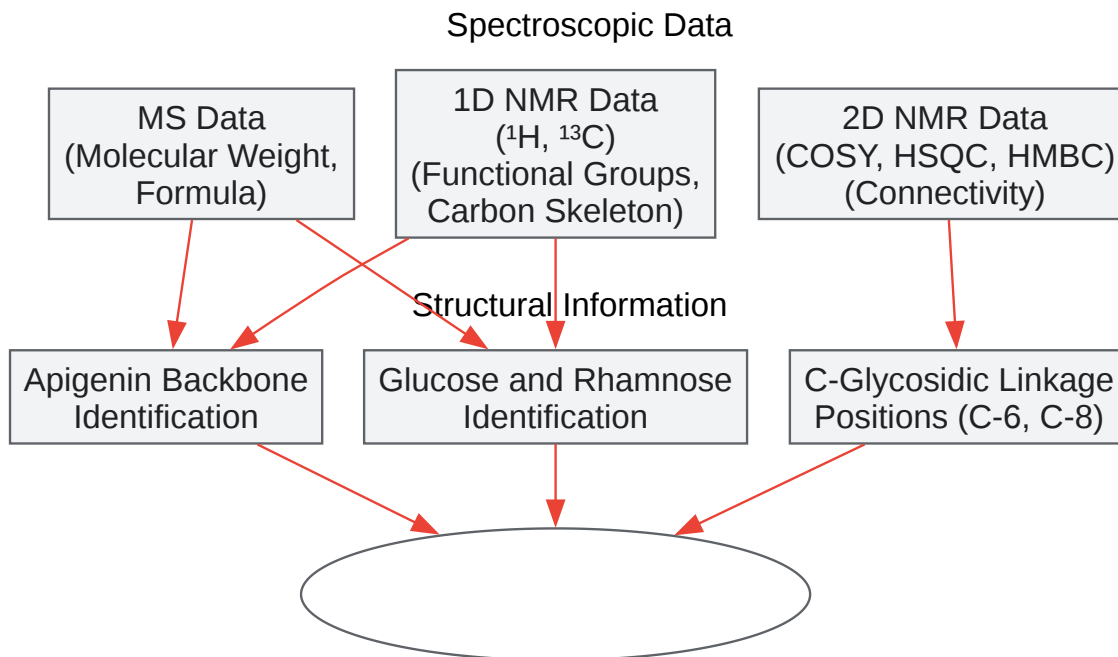 Spectroscopic Data
MS Data
(Molecular Weight,
Formula)
1D NMR Data
(¹H, ¹³C)
(Functional Groups,
Carbon Skeleton)
2D NMR Data
(COSY, HSQC, HMBC)
(Connectivity)
Structural Information
Apigenin Backbone
Identification
Glucose and Rhamnose
Identification
C-Glycosidic Linkage
Positions (C-6, C-8)